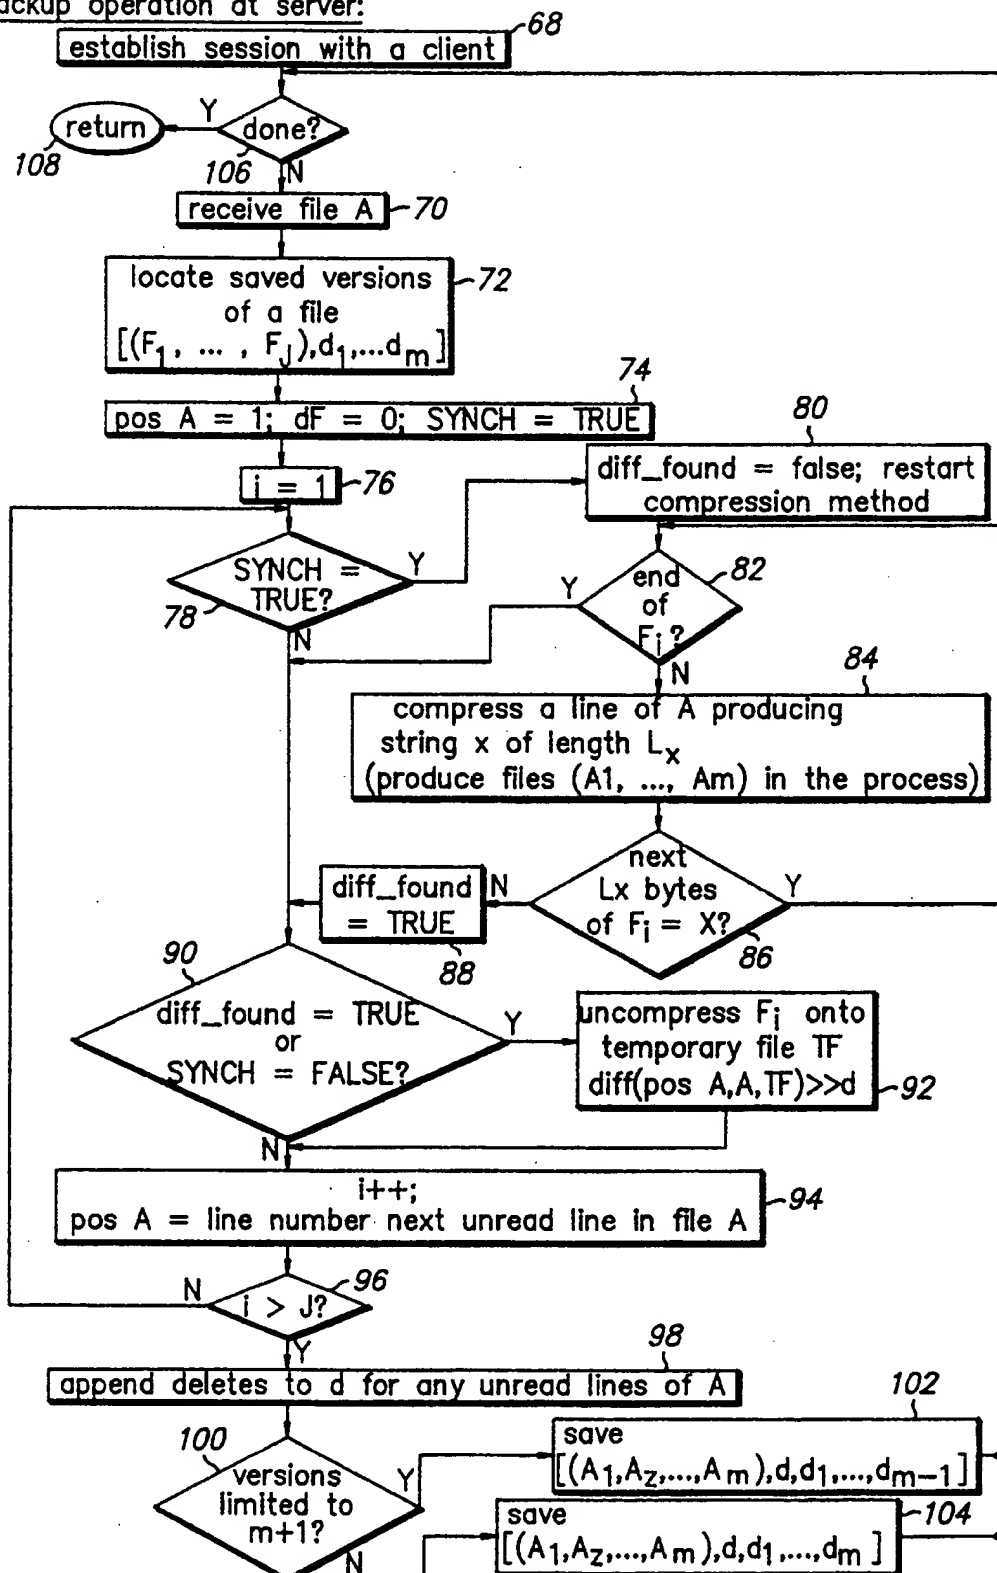 ackup operation at server:
68
establish session with a client
Y
return
done?
108
106
N
receive file A
70
locate saved versions
of a file
[(F1, ... , FJ),d1,...dm]
72
74
pos A = 1; dF = 0; SYNCH = TRUE
80
i = 1
76
diff_found = false; restart
compression method
SYNCH =
TRUE?
Y
78
N
end
of
Fi?
82
Y
N
84
compress a line of A producing
string x of length Lx
(produce files (A1, ..., Am) in the process)
next
Lx bytes
of Fi = X?
Y
86
N
diff_found
= TRUE
88
90
diff_found = TRUE
or
SYNCH = FALSE?
Y
uncompress Fi onto
temporary file TF
diff(pos A,A,TF)>>d
92
N
i++;
pos A = line number next unread line in file A
94
N
i > J?
96
Y
98
append deletes to d for any unread lines of A
102
100
versions
limited to
m+1?
Y
save
[(A1,Az,...,Am),d,d1,...,dm-1]
N
save
[(A1,Az,...,Am),d,d1,...,dm]
104